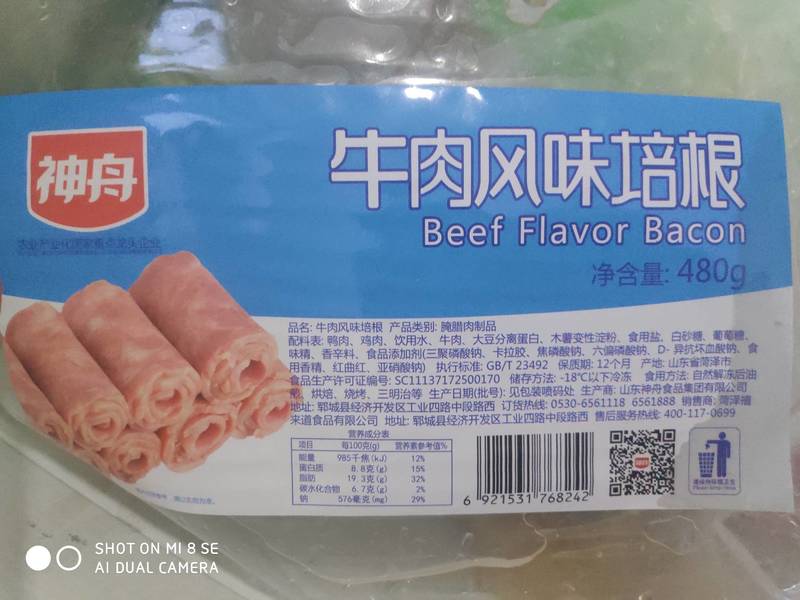 神舟
农业产业化国家重点龙头企业
牛肉风味培根
Beef Flavor Bacon
净含量: 480g
品名: 牛肉风味培根 产品类别: 腌腊肉制品
配料表: 鸭肉、鸡肉、饮用水、牛肉、大豆分离蛋白、木薯变性淀粉、食用盐、白砂糖、葡萄糖、
味精、香辛料、食品添加剂(三聚磷酸钠、卡拉胶、焦磷酸钠、六偏磷酸钠、D- 异抗坏血酸钠、食
用香精、红曲红、亚硝酸钠) 执行标准: GB/T 23492 保质期: 12个月 产地: 山东省菏泽市
食品生产许可证编号: SC11137172500170 储存方法: -18℃以下冷冻 食用方法: 自然解冻后油
煎、烘焙、烧烤、三明治等 生产日期(批号): 见包装喷码处 生产商: 山东神舟食品集团有限公司
地址: 郓城县经济开发区工业四路中段路西 订货热线: 0530-6561118 6561888 销售商: 菏泽禧
来道食品有限公司 地址: 郓城县经济开发区工业四路中段路西 售后服务热线: 400-117-0699
营养成分表
项目 每100克(g) 营养素参考值%
能量 985千焦(kJ) 12%
蛋白质 8.8克(g) 15%
脂肪 19.3克(g) 32%
碳水化合物 6.7克(g) 2%
钠 576毫克(mg) 29%
6 921531 768242
神舟
SHOT ON MI 8 SE
AI DUAL CAMERA